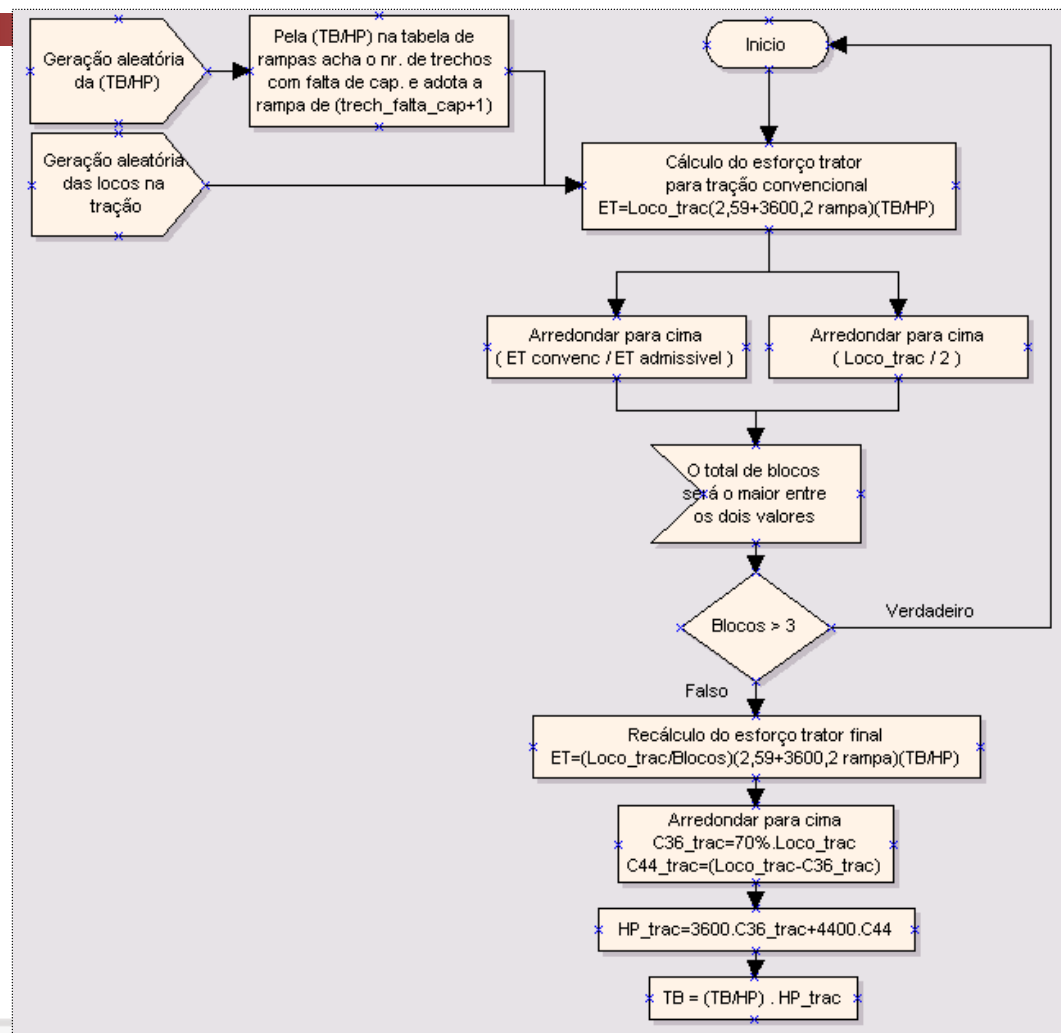 Geração aleatória
da (TB/HP)
Pela (TB/HP) na tabela de
rampas acha o nr. de trechos
com falta de cap. e adota a
rampa de (trech_falta_cap+1)
Inicio
Geração aleatória
das locos na
tração
Cálculo do esforço trator
para tração convencional
ET=Loco_trac(2,59+3600,2 rampa)(TB/HP)
Arredondar para cima
( ET convenc / ET admissivel )
Arredondar para cima
( Loco_trac / 2 )
O total de blocos
será o maior entre
os dois valores
Blocos > 3
Verdadeiro
Falso
Recálculo do esforço trator final
ET=(Loco_trac/Blocos)(2,59+3600,2 rampa)(TB/HP)
Arredondar para cima
C36_trac=70%.Loco_trac
C44_trac=(Loco_trac-C36_trac)
HP_trac=3600.C36_trac+4400.C44
TB = (TB/HP) . HP_trac